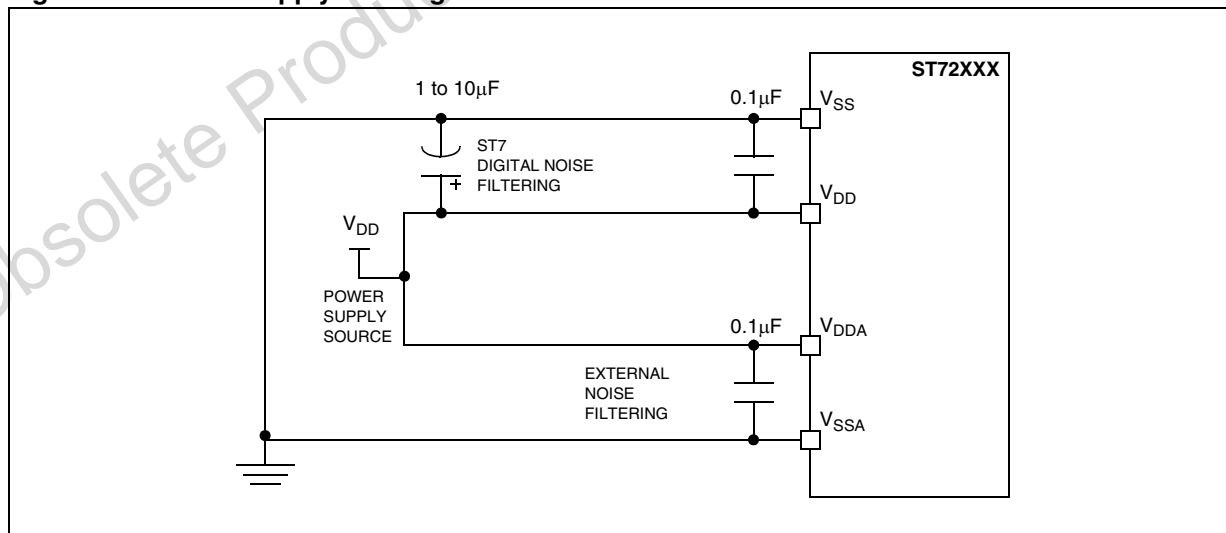 Obsolete Produ
ST72XXX
1 to 10μF
0.1μF
VSS
ST7
DIGITAL NOISE
FILTERING
+
VDD
VDD
POWER
SUPPLY
SOURCE
0.1μF
VDDA
EXTERNAL
NOISE
FILTERING
VSSA